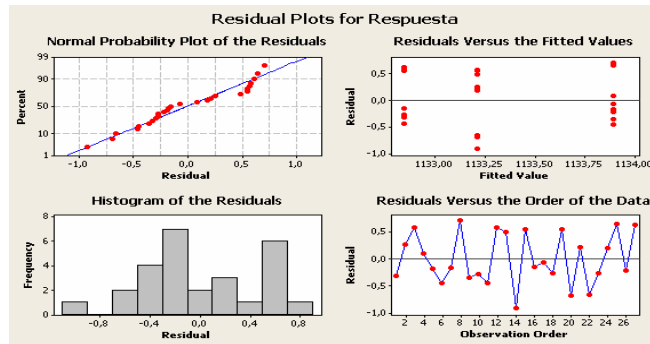 Residual Plots for Respuesta
Normal Probability Plot of the Residuals
Percent
99
90
50
10
1
-1,0
-0,5
0,0
0,5
1,0
Residual
Residuals Versus the Fitted Values
Residual
0,5
0,0
-0,5
-1,0
1133,00
1133,25
1133,50
1133,75
1134,00
Fitted Value
Histogram of the Residuals
Frequency
8
6
4
2
0
-0,8
-0,4
0,0
0,4
0,8
Residual
Residuals Versus the Order of the Data
Residual
0,5
0,0
-0,5
-1,0
2 4 6 8 10 12 14 16 18 20 22 24 26
Observation Order